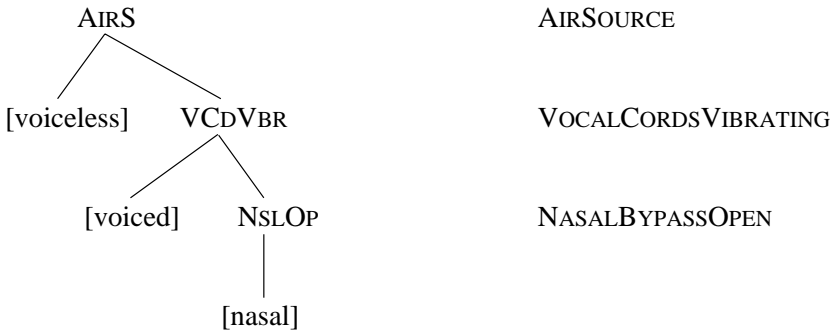 AIRS AIRSOURCE
[voiceless] VCDVBR VOCALCORDSVIBRATING
[voiced] NSLOP NASALBYPASSOPEN
[nasal]